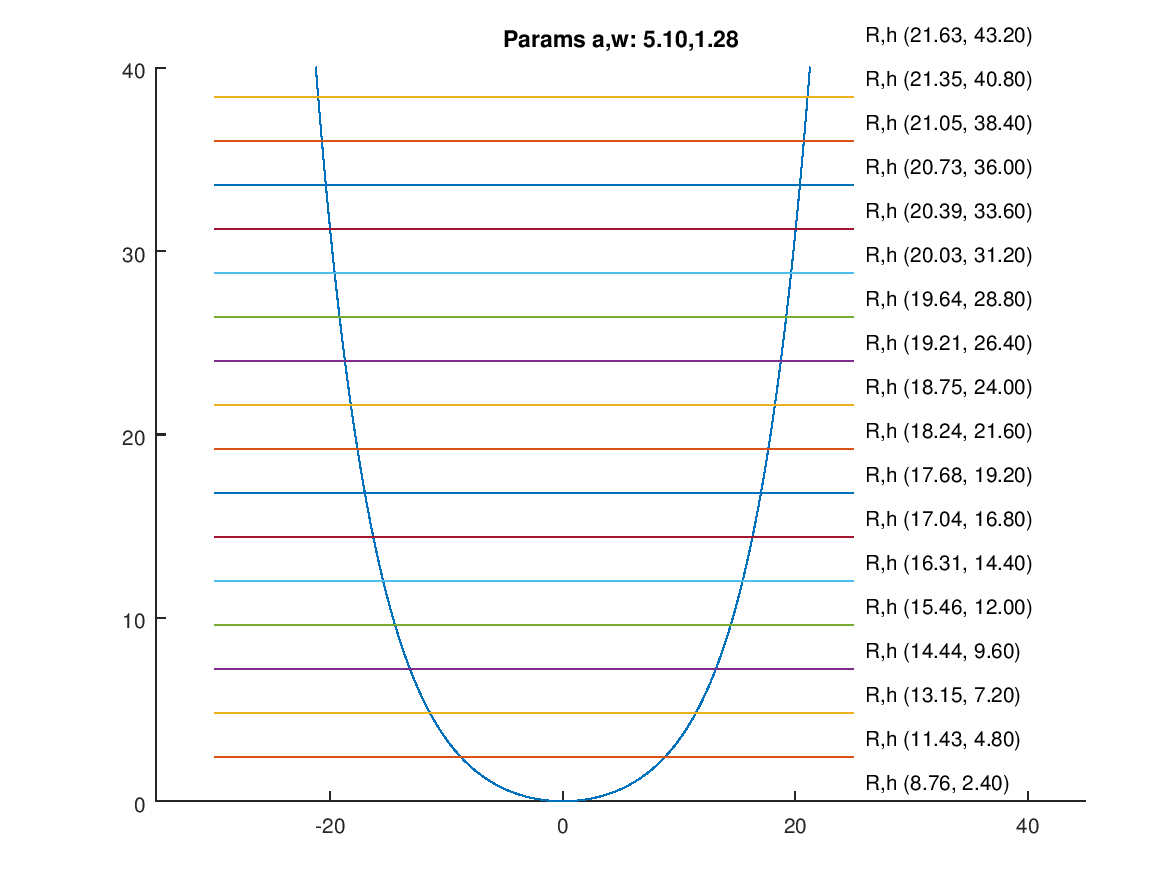 Params a,w: 5.10,1.28
R,h (21.63, 43.20)
R,h (21.35, 40.80)
R,h (21.05, 38.40)
R,h (20.73, 36.00)
R,h (20.39, 33.60)
R,h (20.03, 31.20)
R,h (19.64, 28.80)
R,h (19.21, 26.40)
R,h (18.75, 24.00)
R,h (18.24, 21.60)
R,h (17.68, 19.20)
R,h (17.04, 16.80)
R,h (16.31, 14.40)
R,h (15.46, 12.00)
R,h (14.44, 9.60)
R,h (13.15, 7.20)
R,h (11.43, 4.80)
R,h (8.76, 2.40)
40
30
20
10
0
-20 0 20 40